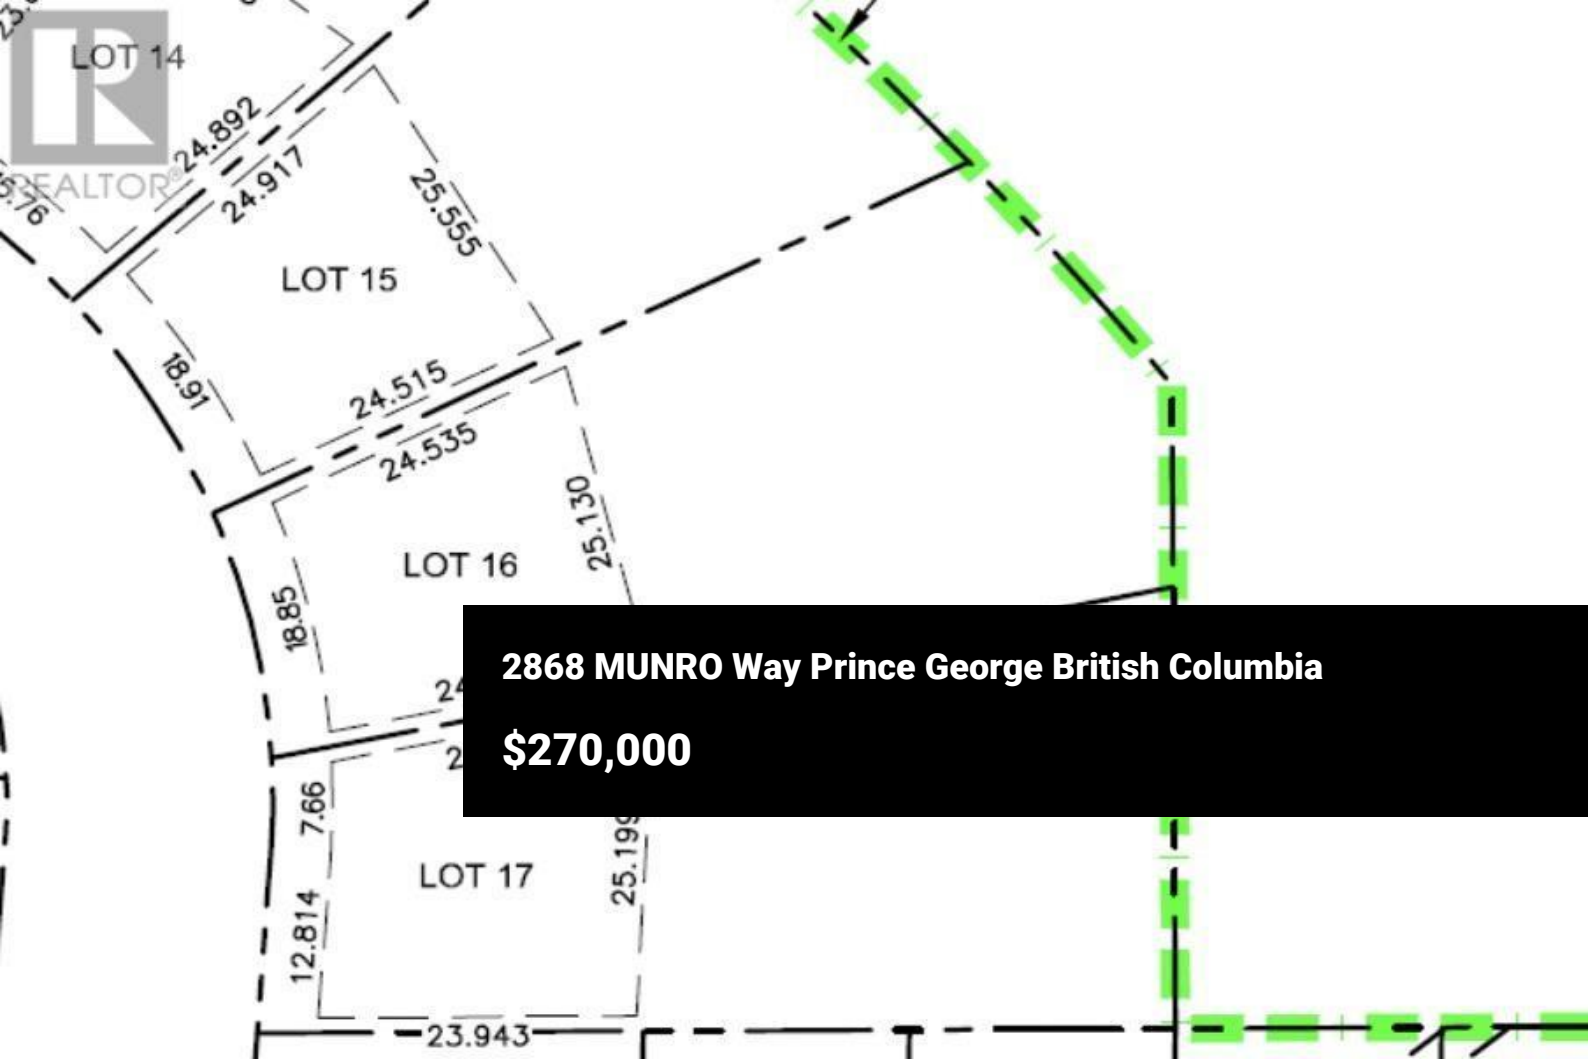 LOT 14
24.892
24.917
REALTOR®
25.555
LOT 15
18.91
24.515
24.535
25.130
LOT 16
18.85
2868 MUNRO Way Prince George British Columbia
$270,000
7.66
25.199
LOT 17
12.814
23.943